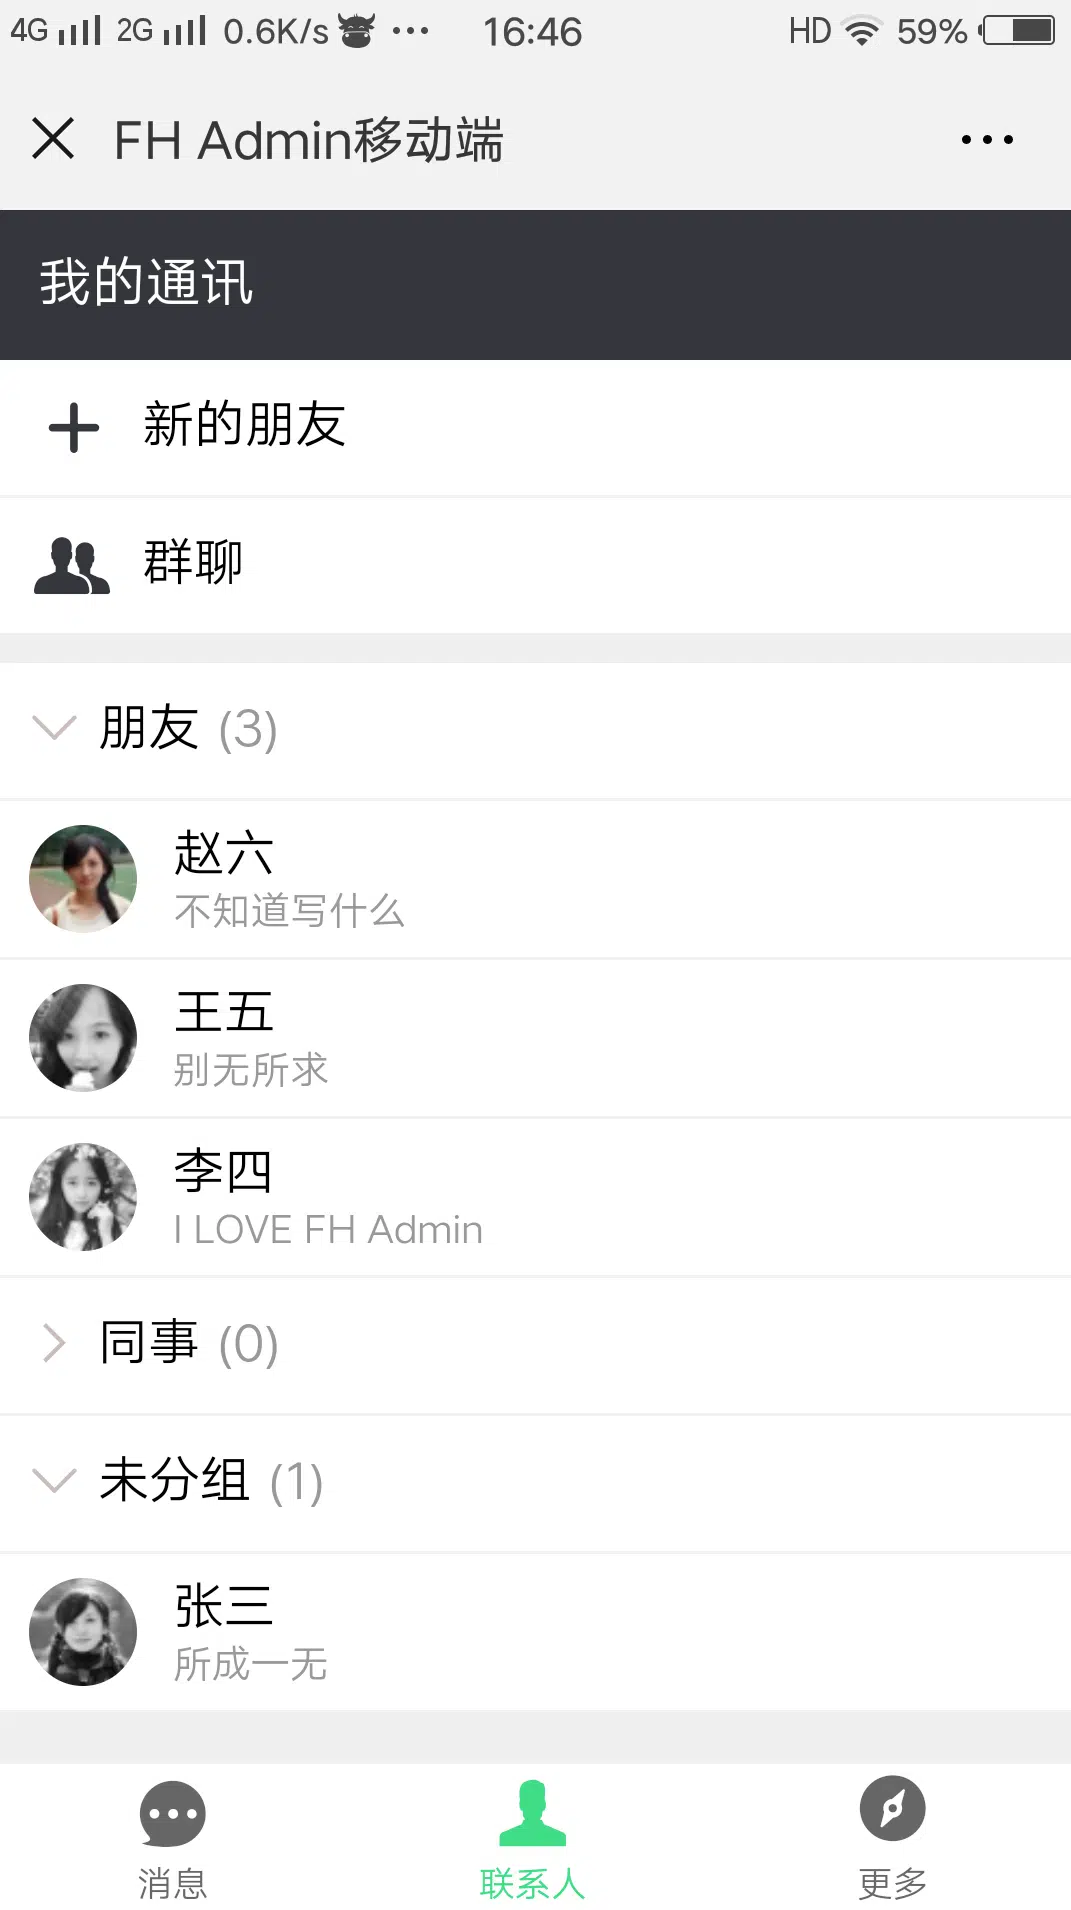 4G 2G 0.6K/s 16:46 HD 59%
FH Admin移动端
我的通讯
新的朋友
群聊
朋友 (3)
赵六
不知道写什么
王五
别无所求
李四
I LOVE FH Admin
同事 (0)
未分组 (1)
张三
所成一无
消息 联系人 更多